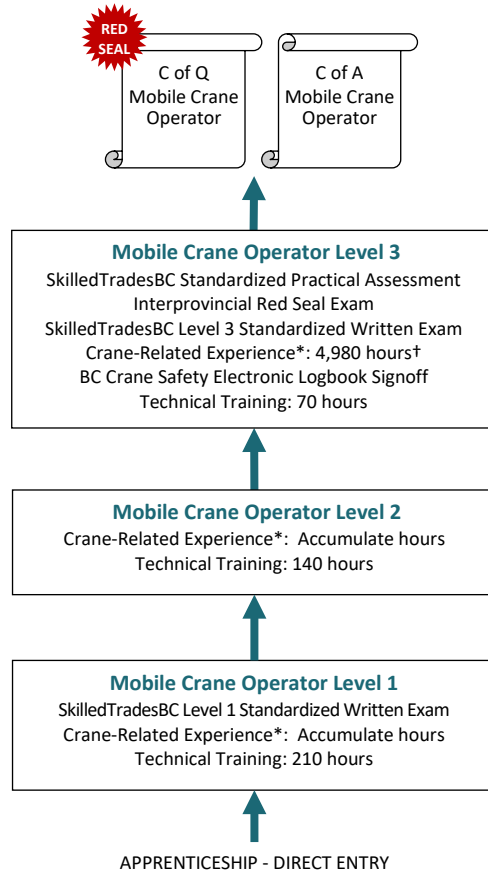 RED
SEAL
C of Q
Mobile Crane
Operator
C of A
Mobile Crane
Operator
Mobile Crane Operator Level 3
SkilledTradesBC Standardized Practical Assessment
Interprovincial Red Seal Exam
SkilledTradesBC Level 3 Standardized Written Exam
Crane-Related Experience*: 4,980 hours†
BC Crane Safety Electronic Logbook Signoff
Technical Training: 70 hours
Mobile Crane Operator Level 2
Crane-Related Experience*: Accumulate hours
Technical Training: 140 hours
Mobile Crane Operator Level 1
SkilledTradesBC Level 1 Standardized Written Exam
Crane-Related Experience*: Accumulate hours
Technical Training: 210 hours
APPRENTICESHIP - DIRECT ENTRY